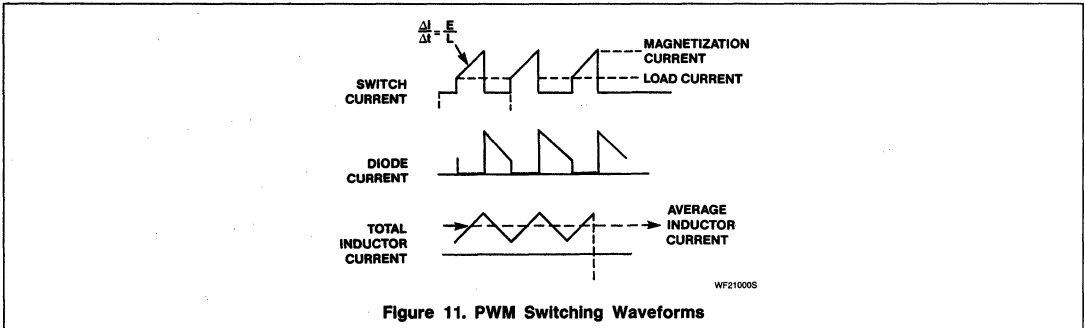 Δi/Δt = E/L
MAGNETIZATION
CURRENT
LOAD CURRENT
SWITCH
CURRENT
DIODE
CURRENT
TOTAL
INDUCTOR
CURRENT
AVERAGE
INDUCTOR
CURRENT
WF21000S
Figure 11. PWM Switching Waveforms